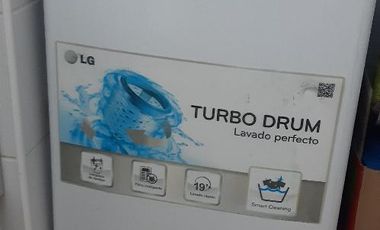 LG
TURBO DRUM
Lavado perfecto
19'
Smart Cleaning